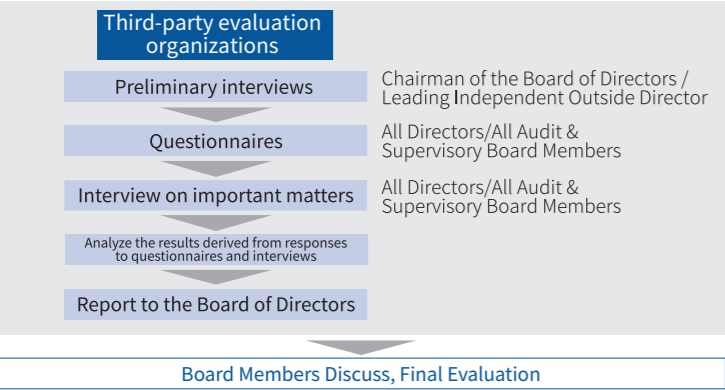 Third-party evaluation
organizations
Preliminary interviews
Chairman of the Board of Directors /
Leading Independent Outside Director
Questionnaires
All Directors/All Audit &
Supervisory Board Members
Interview on important matters
All Directors/All Audit &
Supervisory Board Members
Analyze the results derived from responses
to questionnaires and interviews
Report to the Board of Directors
Board Members Discuss, Final Evaluation